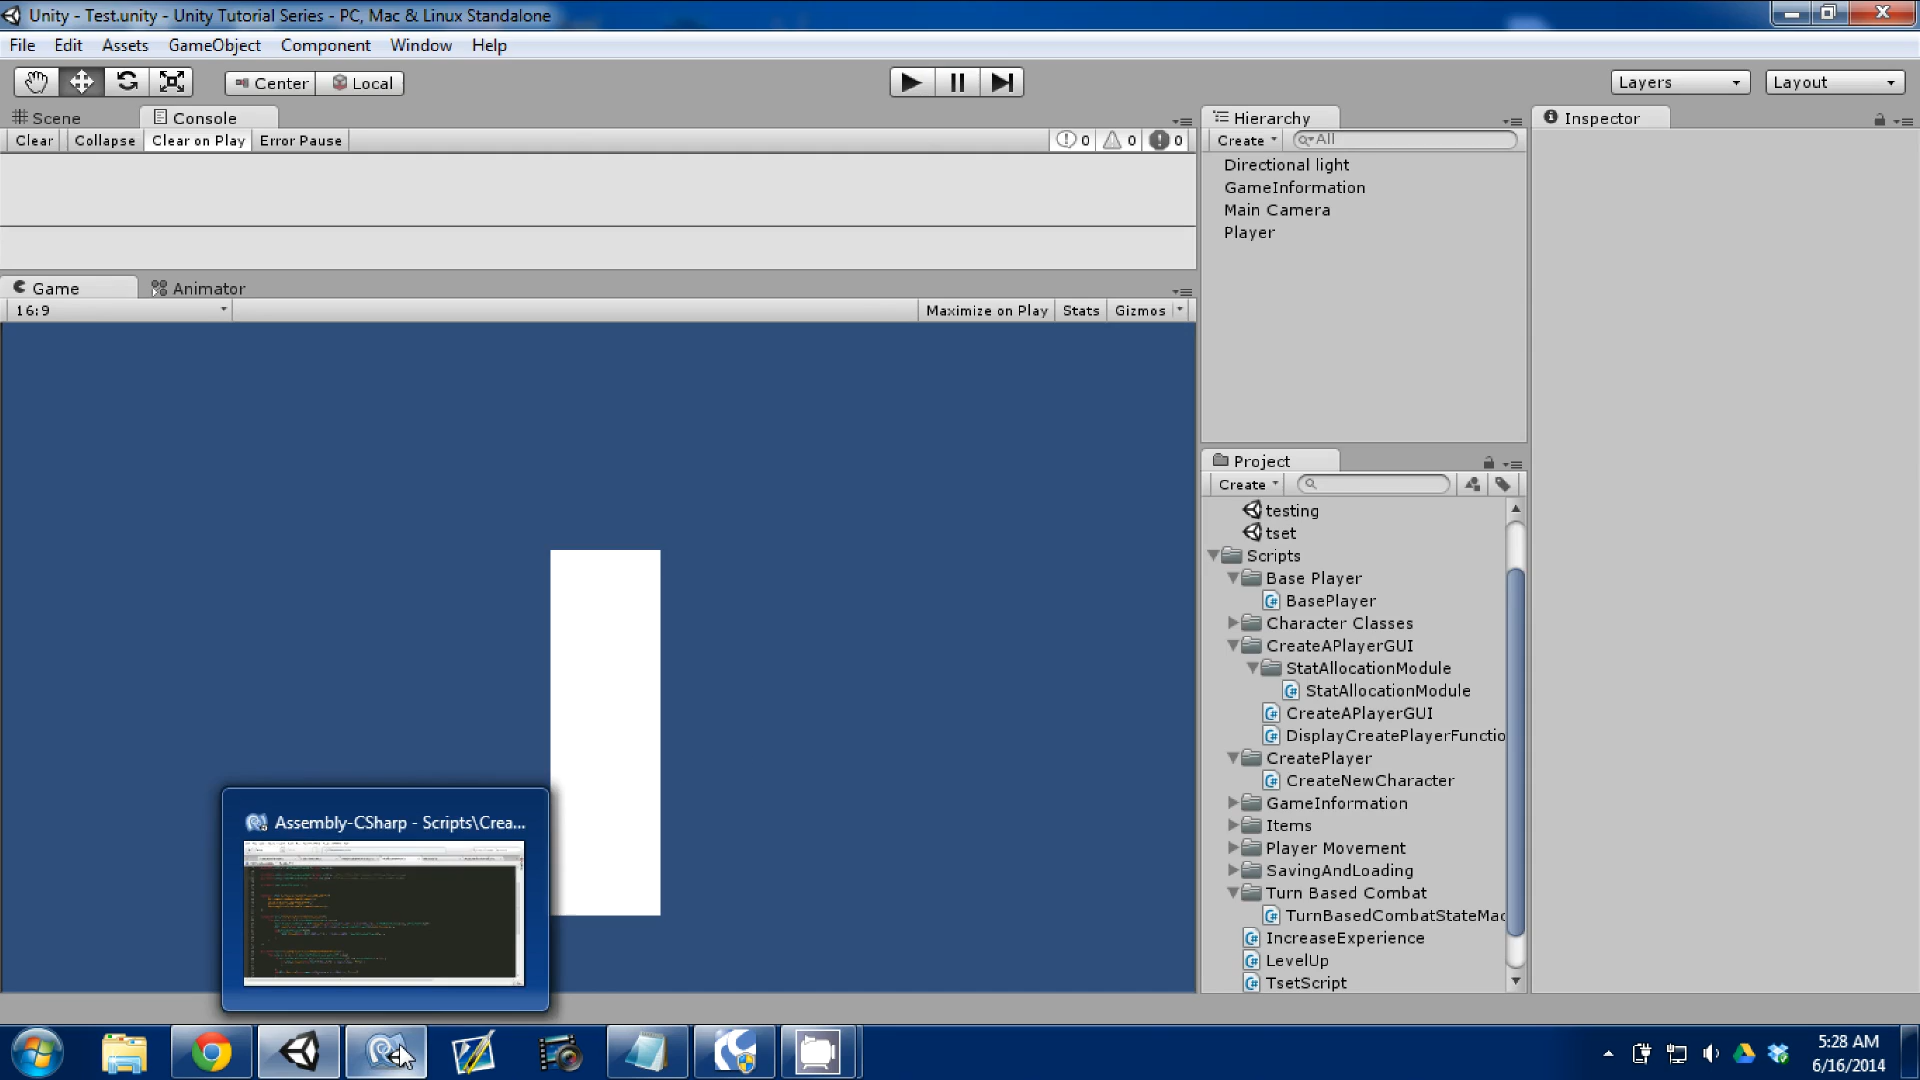 Unity - Test.unity - Unity Tutorial Series - PC, Mac & Linux Standalone
File Edit Assets GameObject Component Window Help
Center Local
Layers Layout
Scene Console
Clear Collapse Clear on Play Error Pause
0 0 0
Game Animator
16:9
Maximize on Play Stats Gizmos
Hierarchy
Create All
Directional light
GameInformation
Main Camera
Player
Inspector
Project
Create
testing
tset
Scripts
Base Player
BasePlayer
Character Classes
CreateAPlayerGUI
StatAllocationModule
StatAllocationModule
CreateAPlayerGUI
DisplayCreatePlayerFunctio
CreatePlayer
CreateNewCharacter
GameInformation
Items
Player Movement
SavingAndLoading
Turn Based Combat
TurnBasedCombatStateMac
IncreaseExperience
LevelUp
TsetScript
Assembly-CSharp - Scripts\Crea...
5:28 AM
6/16/2014